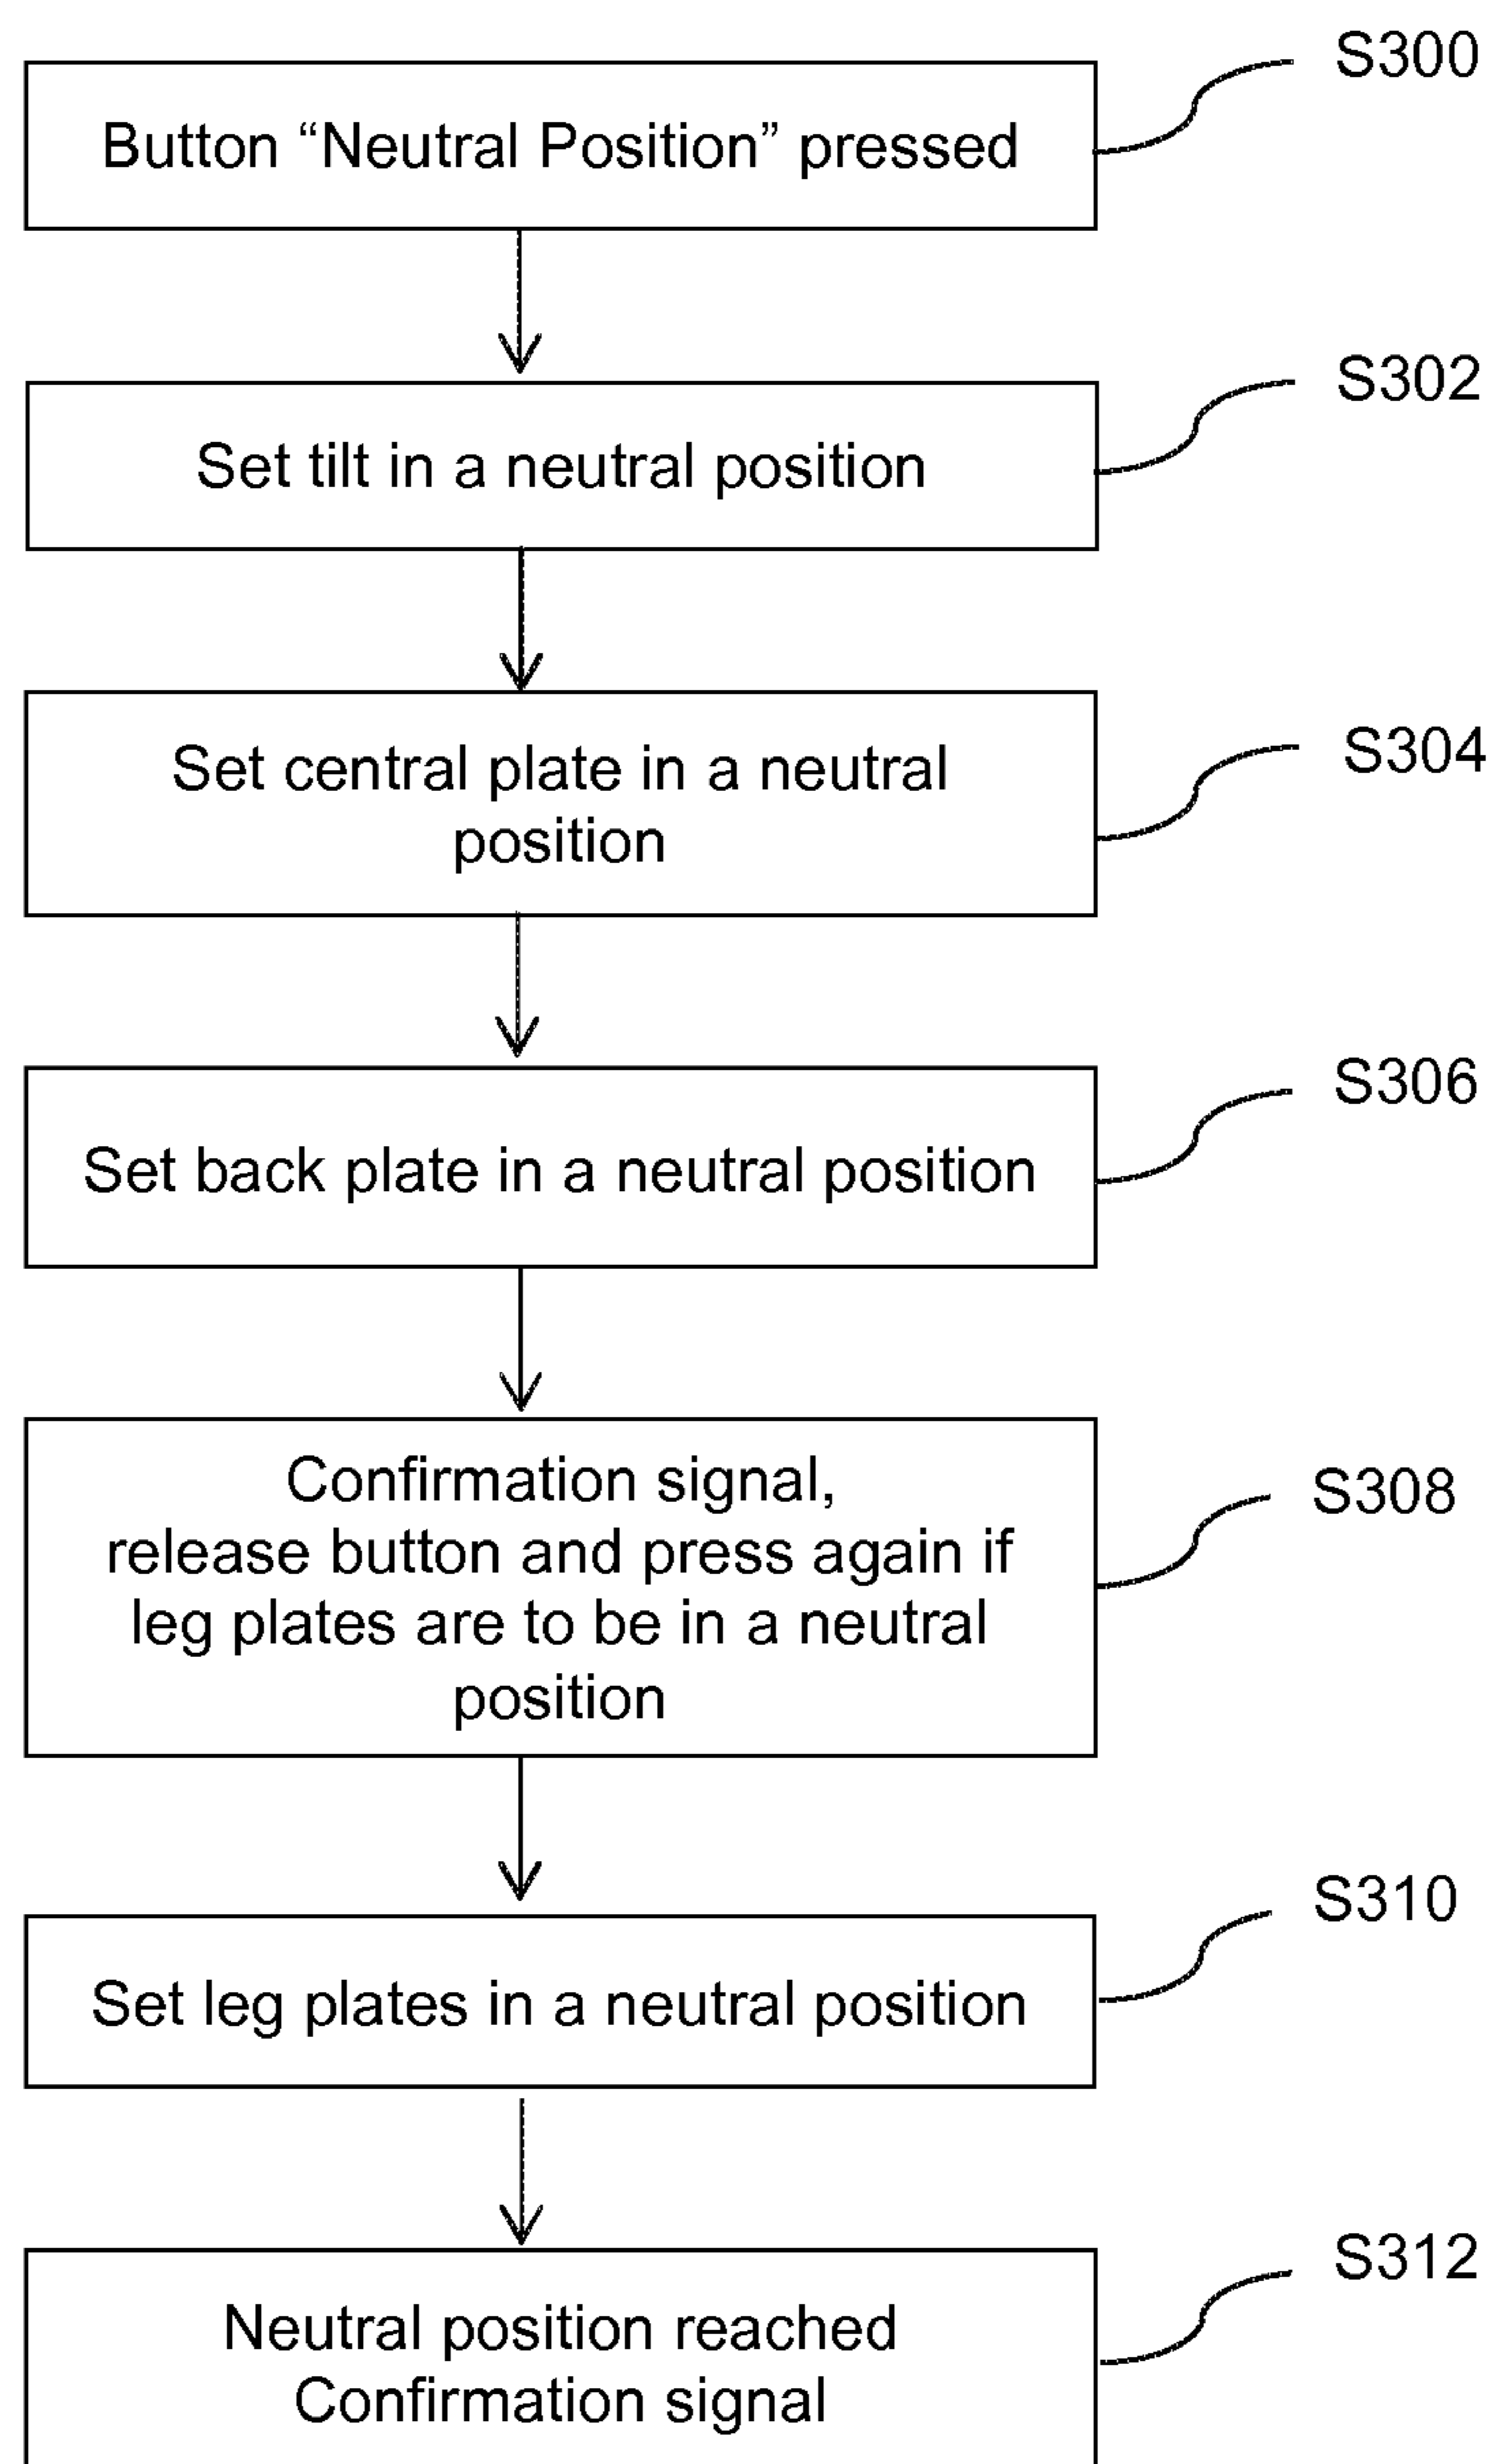 S300
Button “Neutral Position” pressed
S302
Set tilt in a neutral position
S304
Set central plate in a neutral
position
S306
Set back plate in a neutral position
S308
Confirmation signal,
release button and press again if
leg plates are to be in a neutral
position
S310
Set leg plates in a neutral position
S312
Neutral position reached
Confirmation signal